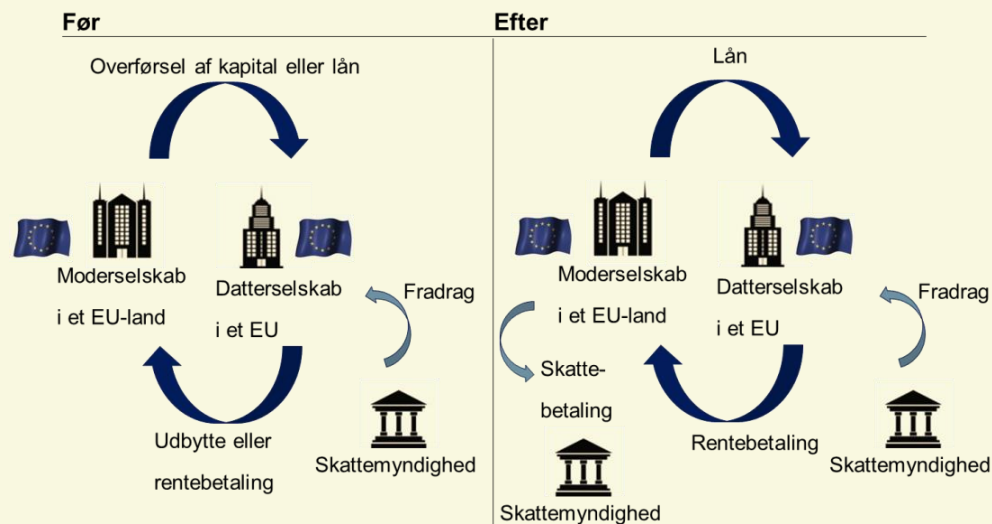 Før
Overførsel af kapital eller lån
Moderselskab
i et EU-land
Datterselskab
i et EU
Fradrag
Udbytte eller
rentebetaling
Skattemyndighed
Efter
Lån
Moderselskab
i et EU-land
Datterselskab
i et EU
Fradrag
Skatte-
betaling
Rentebetaling
Skattemyndighed
Skattemyndighed